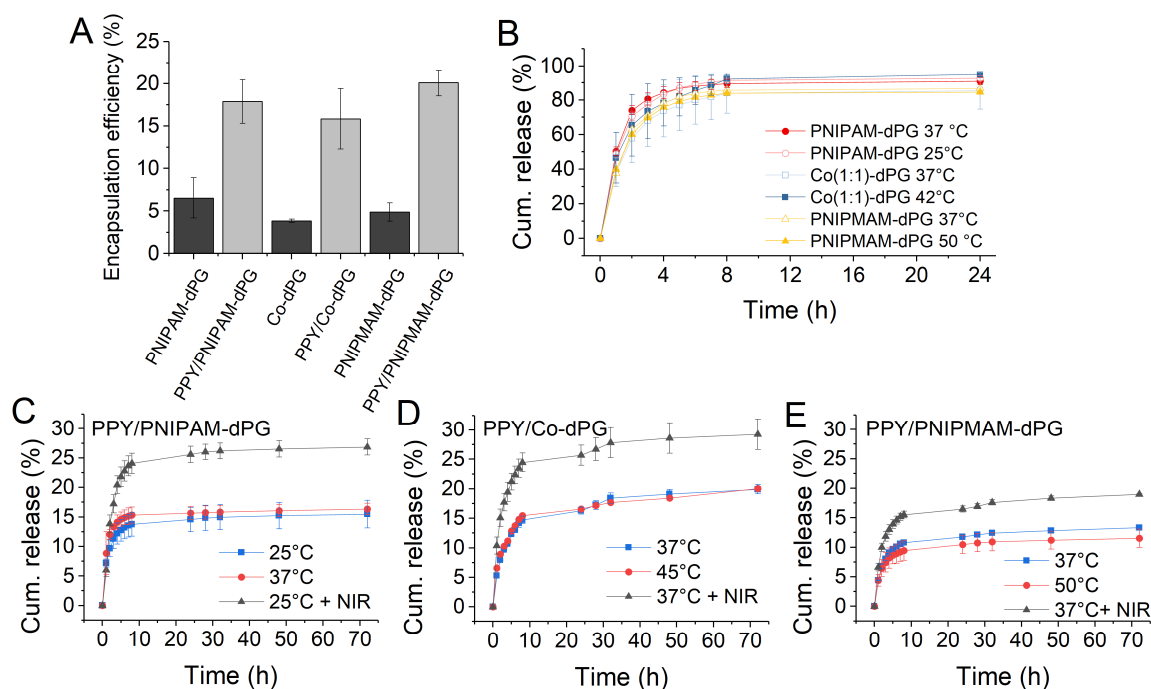 A
Encapsulation efficiency (%)
25
20
15
10
5
0
PNIPAM-dPG
PPY/PNIPAM-dPG
Co-dPG
PPY/Co-dPG
PNIPMAM-dPG
PPY/PNIPMAM-dPG
B
Cum. release (%)
100
80
60
40
20
0
PNIPAM-dPG 37 °C
PNIPAM-dPG 25°C
Co(1:1)-dPG 37°C
Co(1:1)-dPG 42°C
PNIPMAM-dPG 37°C
PNIPMAM-dPG 50 °C
0 4 8 12 16 20 24
Time (h)
C
PPY/PNIPAM-dPG
Cum. release (%)
30
25
20
15
10
5
0
25°C
37°C
25°C + NIR
0 10 20 30 40 50 60 70
Time (h)
D
PPY/Co-dPG
Cum. release (%)
30
25
20
15
10
5
0
37°C
45°C
37°C + NIR
0 10 20 30 40 50 60 70
Time (h)
E
PPY/PNIPMAM-dPG
Cum. release (%)
30
25
20
15
10
5
0
37°C
50°C
37°C+ NIR
0 10 20 30 40 50 60 70
Time (h)